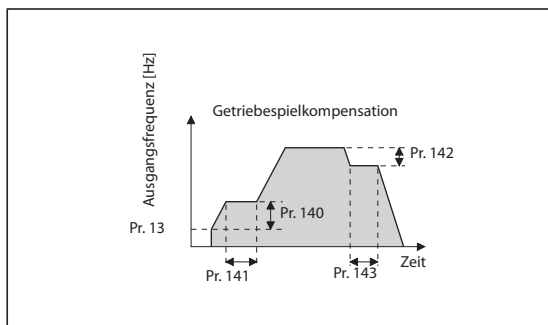 Ausgangsfrequenz [Hz]
Getriebespielkompensation
Pr. 142
Pr. 140
Pr. 13
Pr. 141
Pr. 143
Zeit